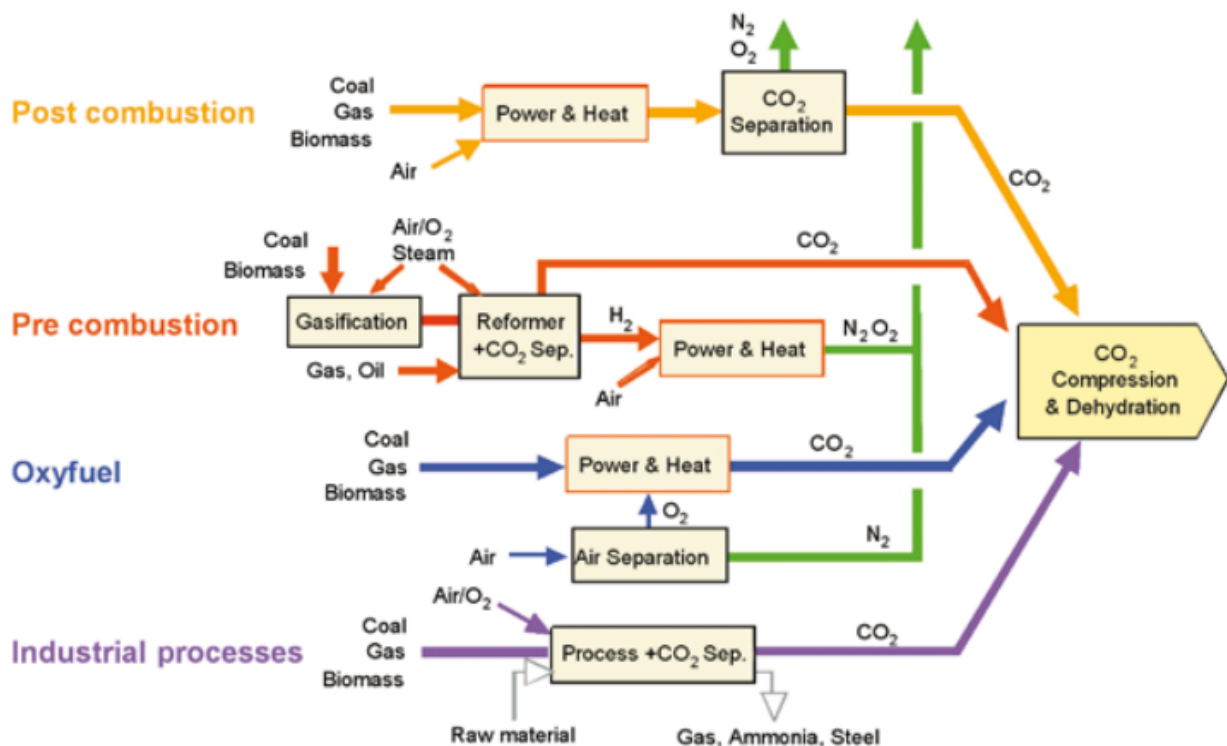 N₂
O₂
Post combustion
Coal
Gas
Biomass
Air
Power & Heat
CO₂
Separation
CO₂
Pre combustion
Coal
Biomass
Air/O₂
Steam
Gasification
Gas, Oil
Reformer
+CO₂ Sep.
H₂
Air
Power & Heat
N₂O₂
CO₂
CO₂
Compression
& Dehydration
Oxyfuel
Coal
Gas
Biomass
Power & Heat
CO₂
O₂
Air
Air Separation
N₂
Industrial processes
Air/O₂
Coal
Gas
Biomass
Process +CO₂ Sep.
CO₂
Raw material
Gas, Ammonia, Steel